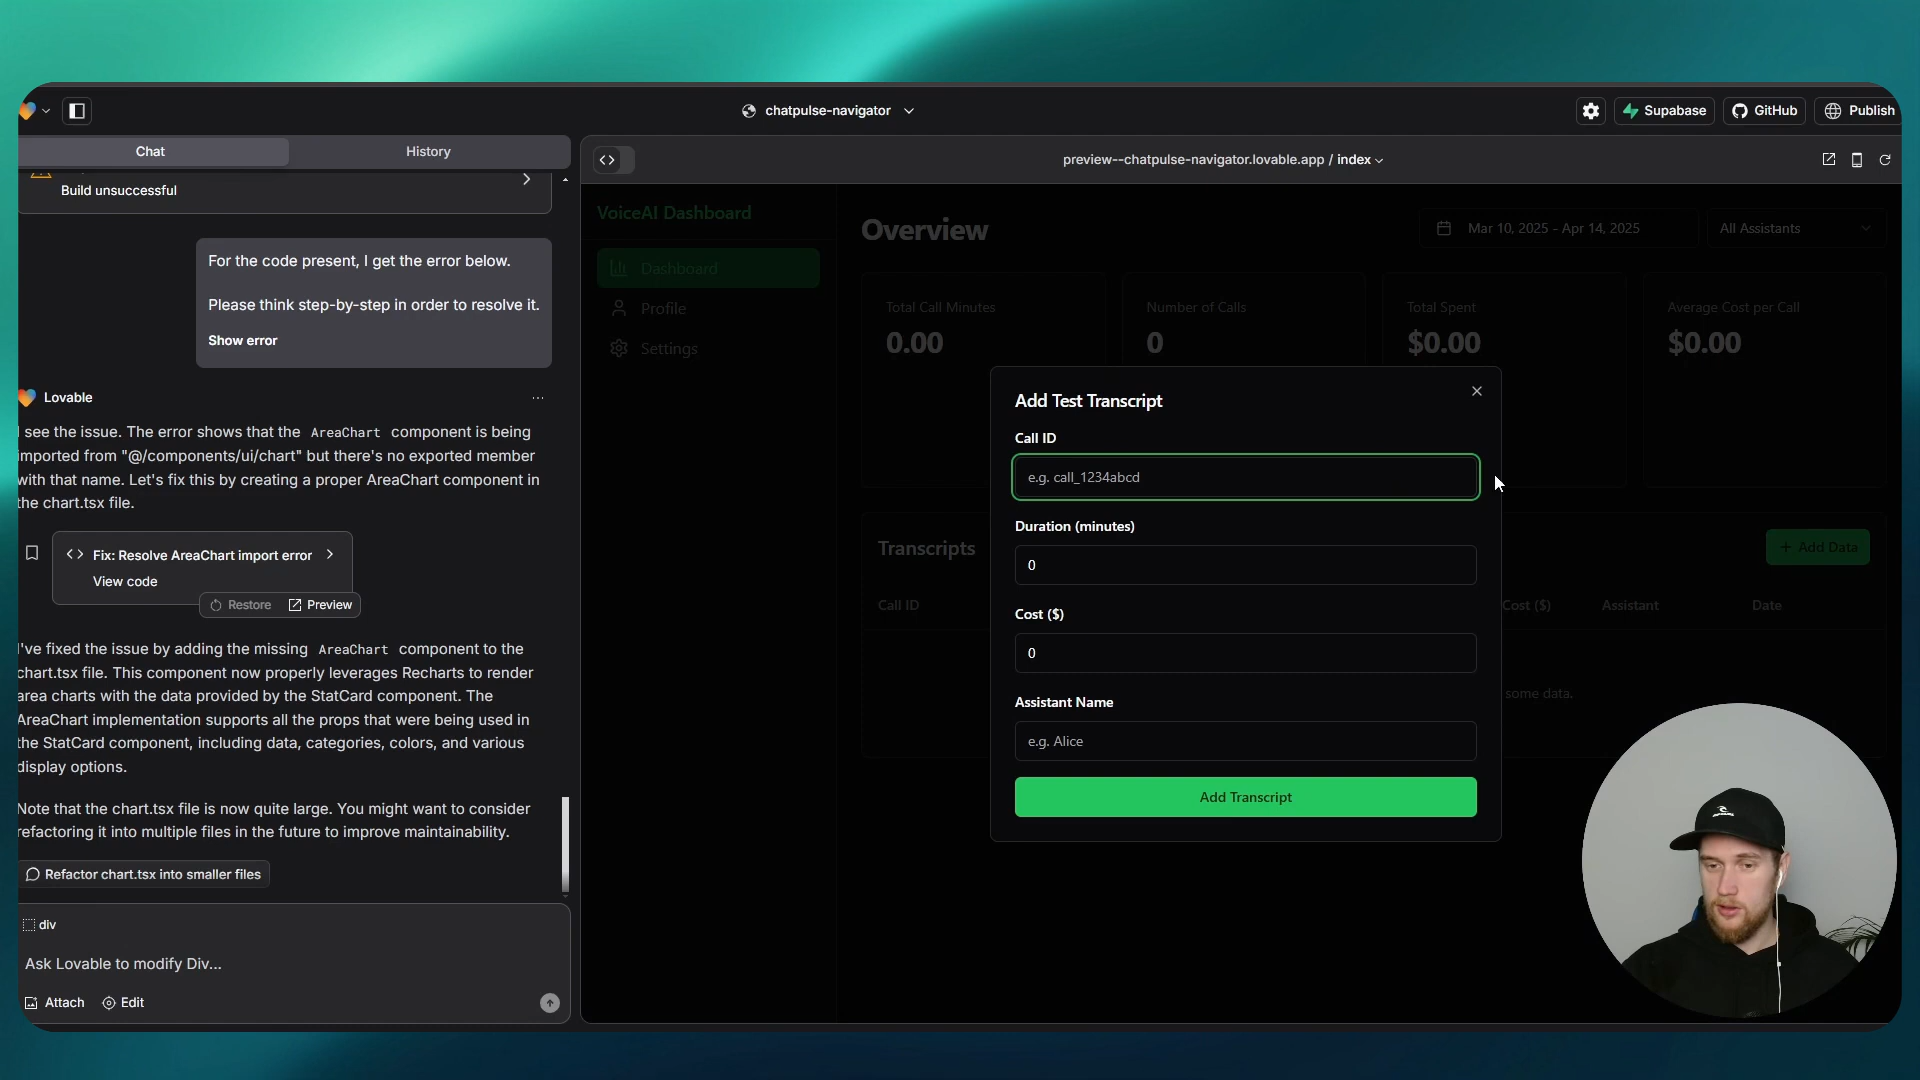 chatpulse-navigator
Supabase
GitHub
Publish
Chat
History
Build unsuccessful
For the code present, I get the error below.
Please think step-by-step in order to resolve it.
Show error
Lovable
I see the issue. The error shows that the AreaChart component is being
imported from "@/components/ui/chart" but there's no exported member
with that name. Let's fix this by creating a proper AreaChart component in
the chart.tsx file.
Fix: Resolve AreaChart import error
View code
Restore
Preview
I've fixed the issue by adding the missing AreaChart component to the
chart.tsx file. This component now properly leverages Recharts to render
area charts with the data provided by the StatCard component. The
AreaChart implementation supports all the props that were being used in
the StatCard component, including data, categories, colors, and various
display options.
Note that the chart.tsx file is now quite large. You might want to consider
refactoring it into multiple files in the future to improve maintainability.
Refactor chart.tsx into smaller files
div
Ask Lovable to modify Div...
Attach
Edit
preview--chatpulse-navigator.lovable.app / index
VoiceAI Dashboard
Dashboard
Profile
Settings
Overview
Mar 10, 2025 - Apr 14, 2025
All Assistants
Total Call Minutes
0.00
Number of Calls
0
Total Spent
$0.00
Average Cost per Call
$0.00
Transcripts
+ Add Data
Call ID
Cost ($)
Assistant
Date
some data.
Add Test Transcript
Call ID
e.g. call_1234abcd
Duration (minutes)
0
Cost ($)
0
Assistant Name
e.g. Alice
Add Transcript